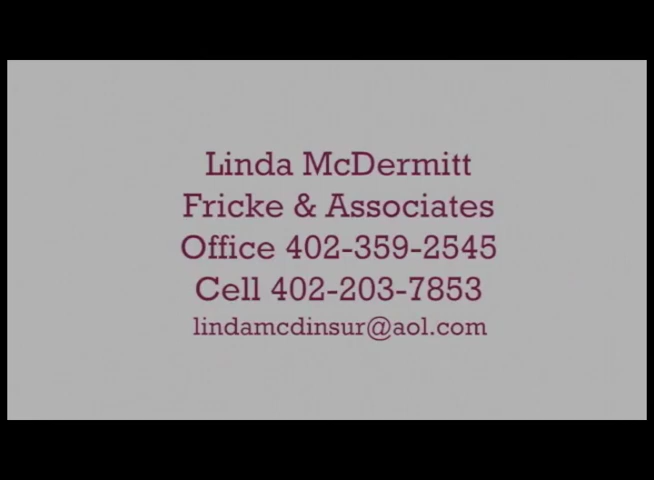 Linda McDermitt
Fricke & Associates
Office 402-359-2545
Cell 402-203-7853
lindamcdinsur@aol.com